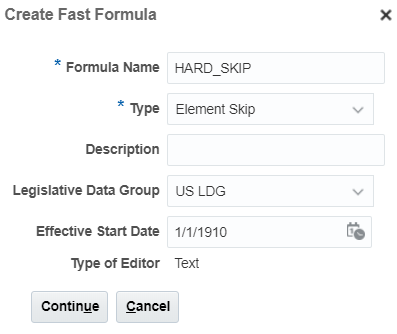 Create Fast Formula
* Formula Name HARD_SKIP
* Type Element Skip
Description
Legislative Data Group US LDG
Effective Start Date 1/1/1910
Type of Editor Text
Continue Cancel